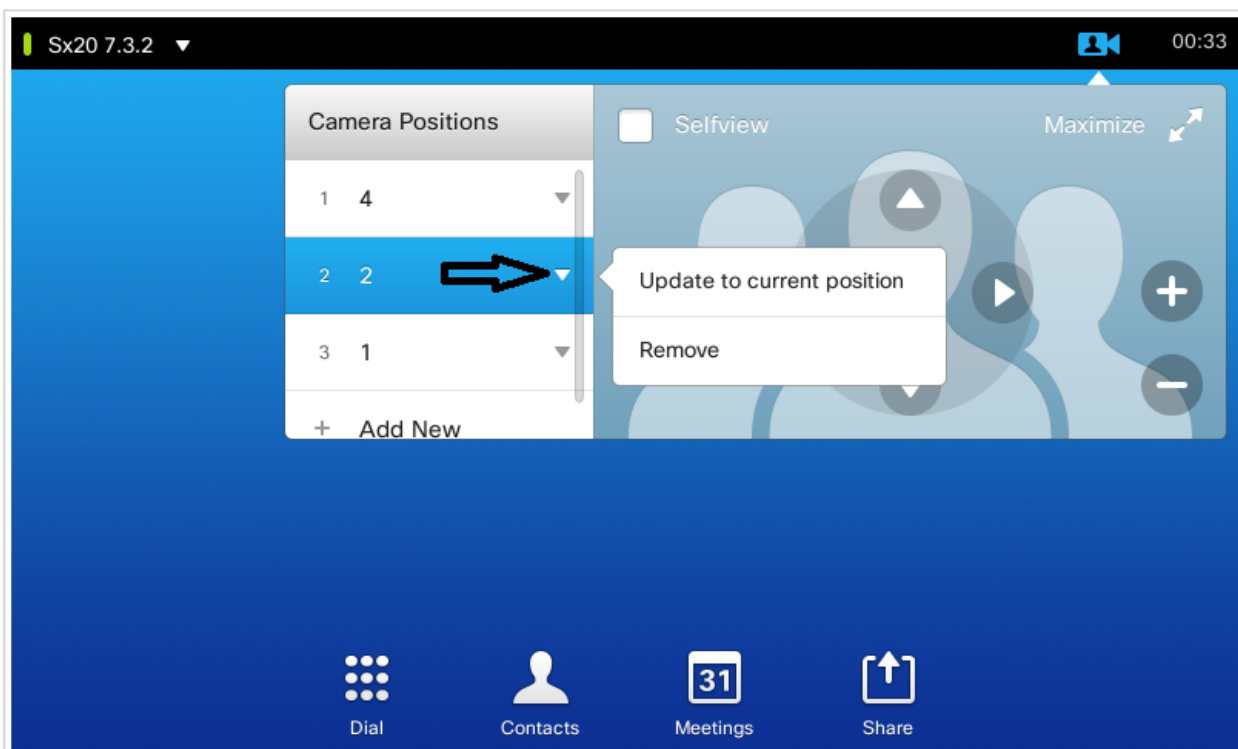 Sx20 7.3.2
00:33
Camera Positions
Selfview
Maximize
1 4
2 2
3 1
+ Add New
Update to current position
Remove
31
Dial
Contacts
Meetings
Share